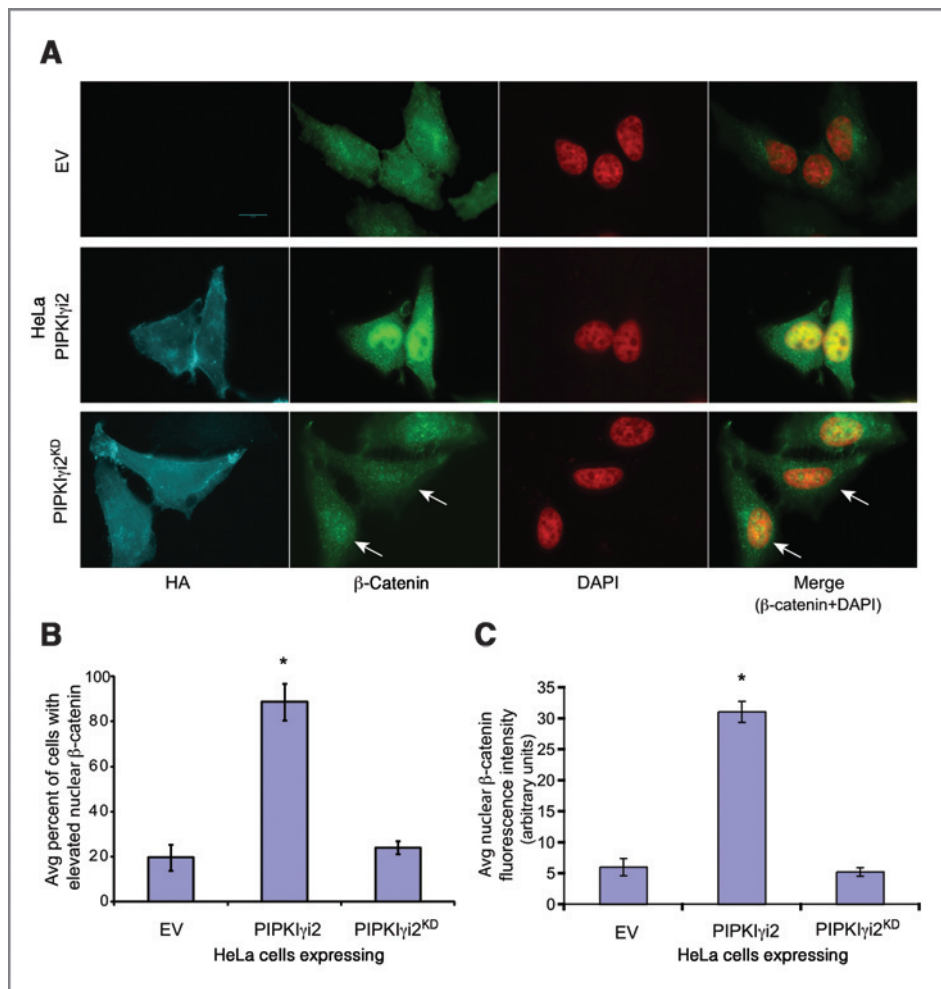 A
EV
HeLa
PIPKIγi2
PIPKIγi2ᴷᴰ
HA
β-Catenin
DAPI
Merge
(β-catenin+DAPI)
B
Avg percent of cells with
elevated nuclear β-catenin
100
80
60
40
20
0
*
EV
PIPKIγi2
PIPKIγi2ᴷᴰ
HeLa cells expressing
C
Avg nuclear β-catenin
fluorescence intensity
(arbitrary units)
35
30
25
20
15
10
5
0
*
EV
PIPKIγi2
PIPKIγi2ᴷᴰ
HeLa cells expressing